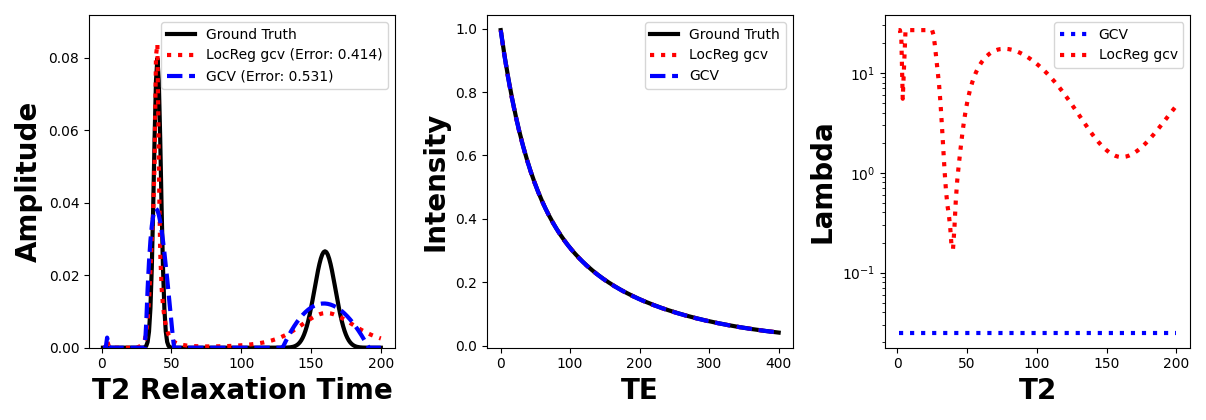 Amplitude
0.00
0.02
0.04
0.06
0.08
Ground Truth
LocReg gcv (Error: 0.414)
GCV (Error: 0.531)
0 50 100 150 200
T2 Relaxation Time
Intensity
0.0
0.2
0.4
0.6
0.8
1.0
Ground Truth
LocReg gcv
GCV
0 100 200 300 400
TE
Lambda
10¹
10⁰
10⁻¹
GCV
LocReg gcv
0 50 100 150 200
T2